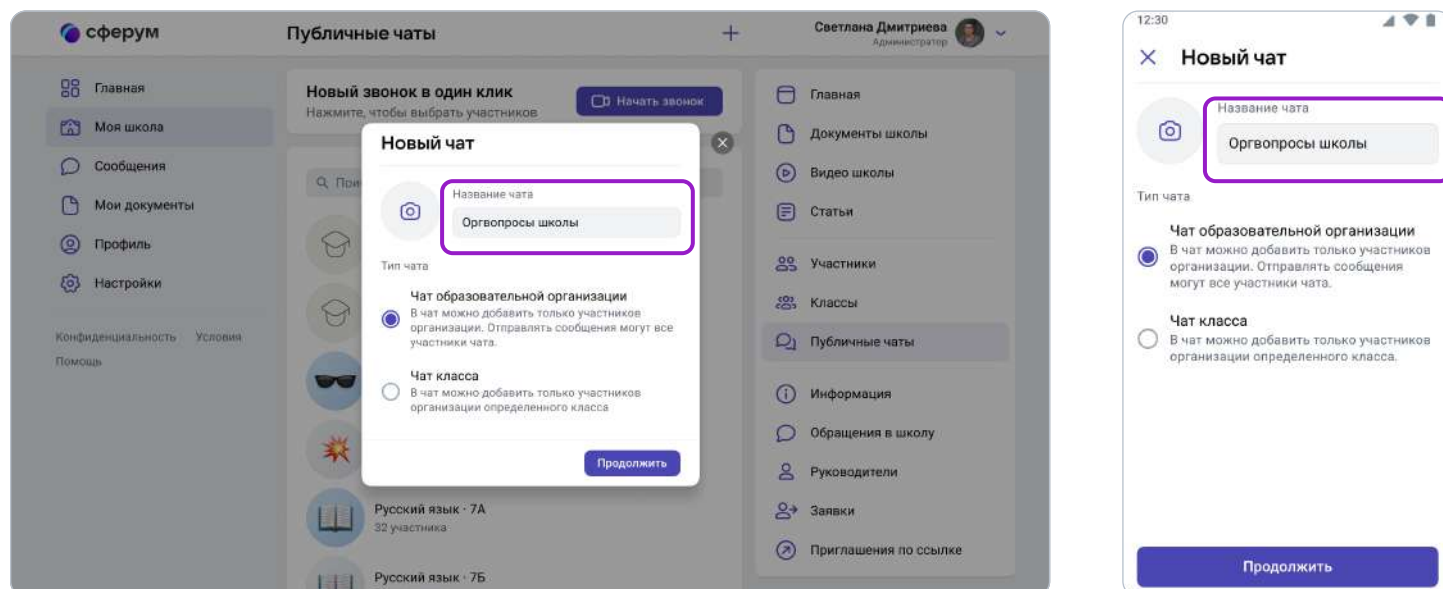 сферум
Публичные чаты
Светлана Дмитриева
Администратор
Главная
Моя школа
Сообщения
Мои документы
Профиль
Настройки
Конфиденциальность Условия
Помощь
Новый звонок в один клик
Нажмите, чтобы выбрать участников
Начать звонок
Новый чат
Название чата
Оргвопросы школы
Тип чата
Чат образовательной организации
В чат можно добавить только участников
организации. Отправлять сообщения могут все
участники чата.
Чат класса
В чат можно добавить только участников
организации определенного класса
Продолжить
Русский язык · 7А
32 участника
Русский язык · 7Б
Главная
Документы школы
Видео школы
Статьи
Участники
Классы
Публичные чаты
Информация
Обращения в школу
Руководители
Заявки
Приглашения по ссылке
12:30
Новый чат
Название чата
Оргвопросы школы
Тип чата
Чат образовательной организации
В чат можно добавить только участников
организации. Отправлять сообщения
могут все участники чата.
Чат класса
В чат можно добавить только участников
организации определенного класса.
Продолжить